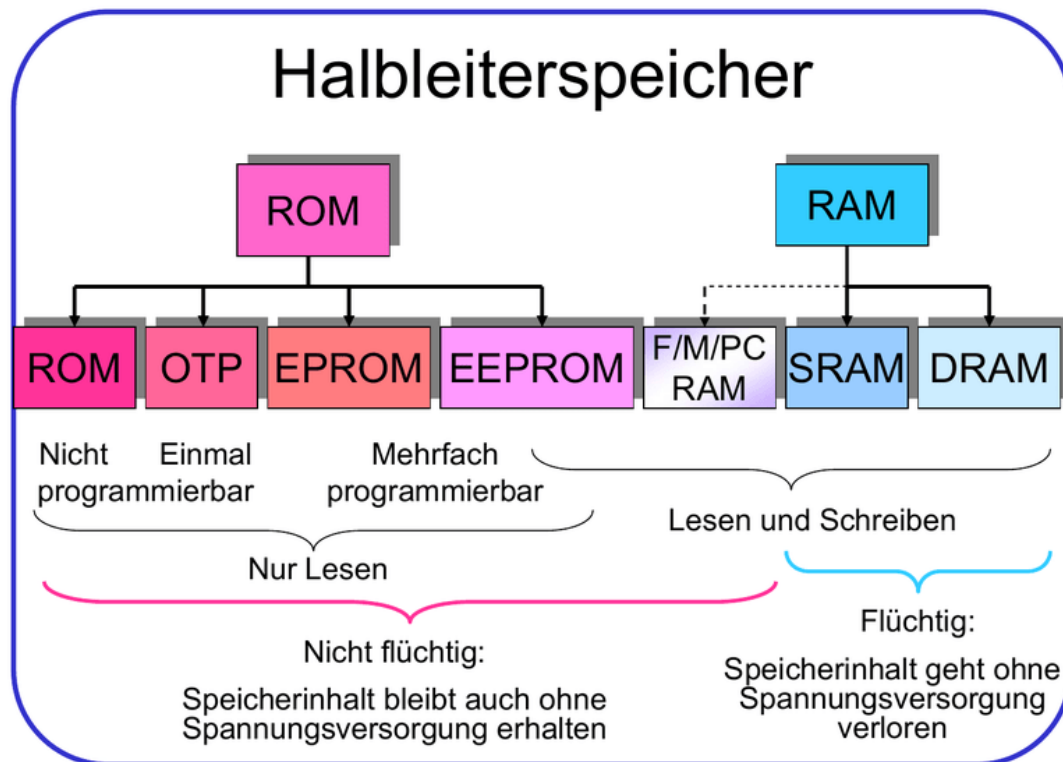 Halbleiterspeicher
ROM
RAM
ROM
OTP
EPROM
EEPROM
F/M/PC
RAM
SRAM
DRAM
Nicht Einmal
programmierbar
Mehrfach
programmierbar
Lesen und Schreiben
Nur Lesen
Nicht flüchtig:
Speicherinhalt bleibt auch ohne
Spannungsversorgung erhalten
Flüchtig:
Speicherinhalt geht ohne
Spannungsversorgung
verloren